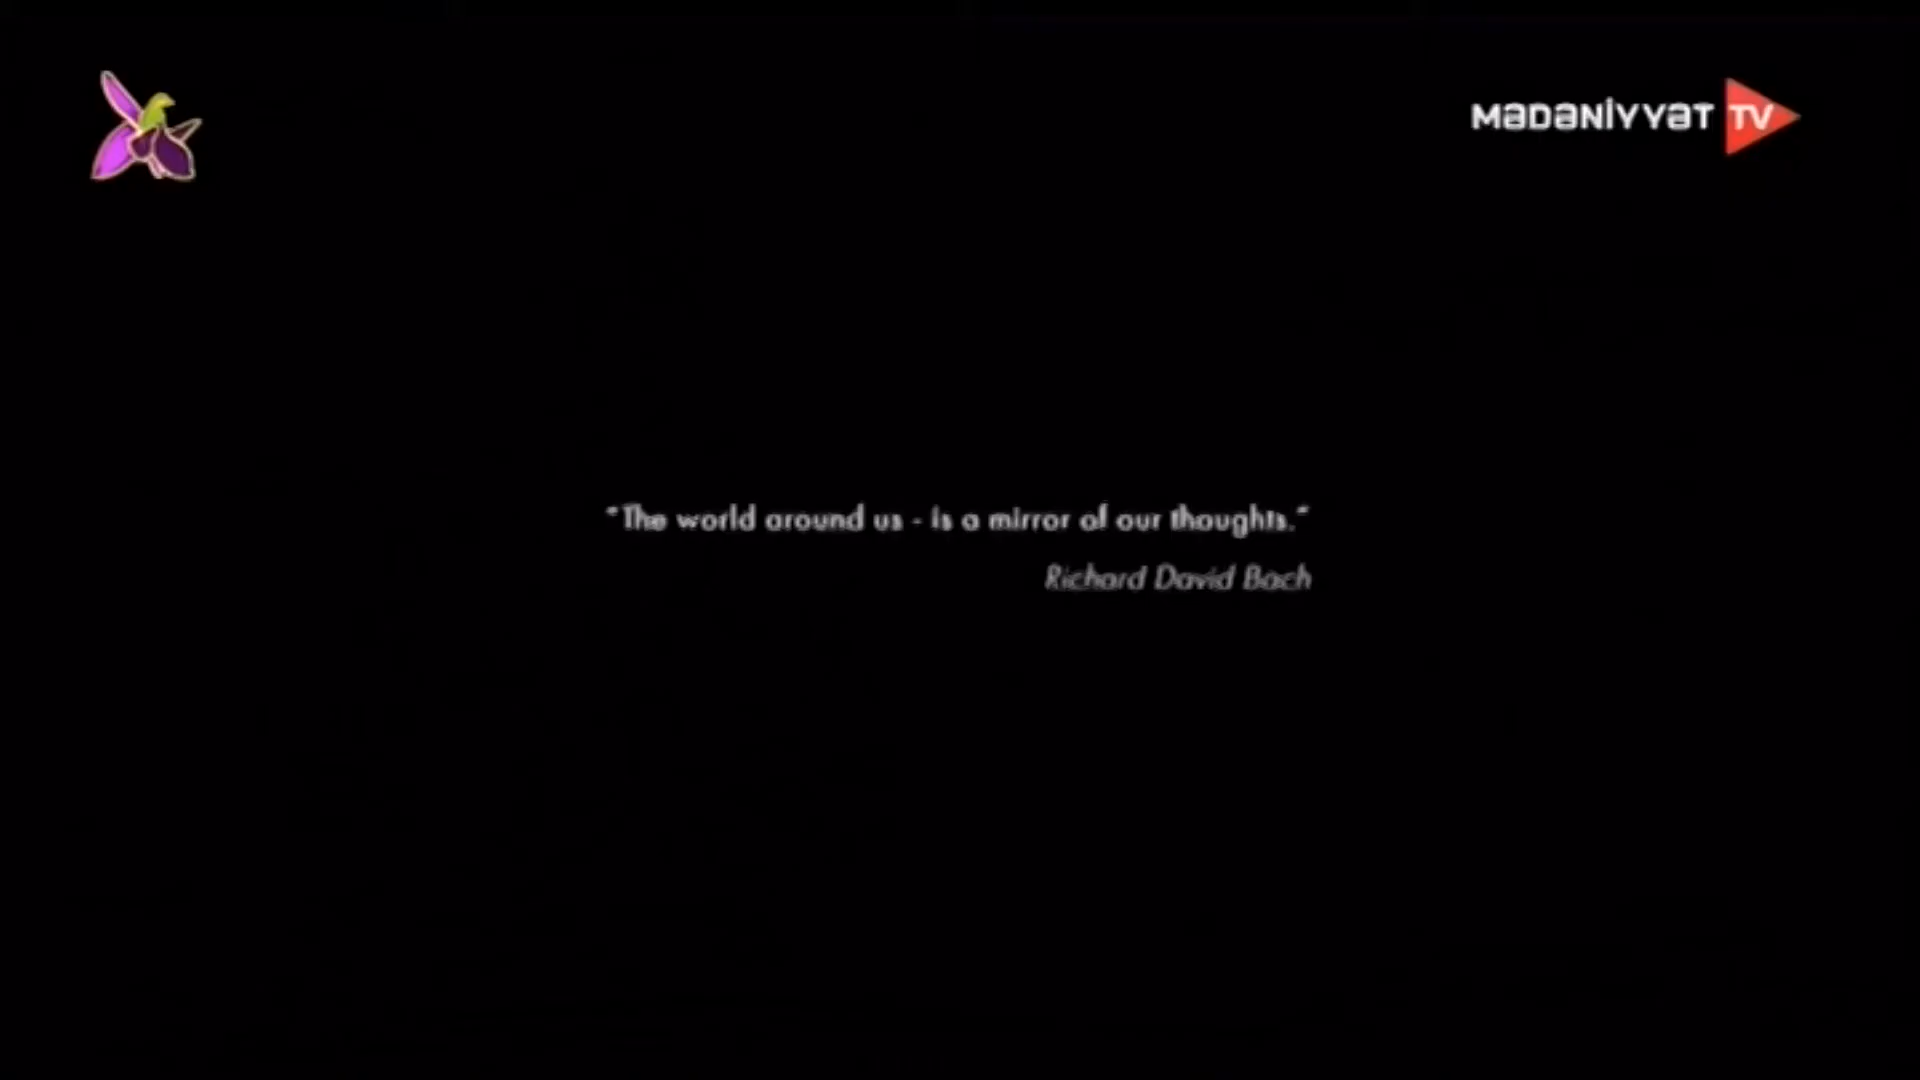 MƏDƏNİYYƏT TV
"The world around us - is a mirror of our thoughts."
Richard David Bach